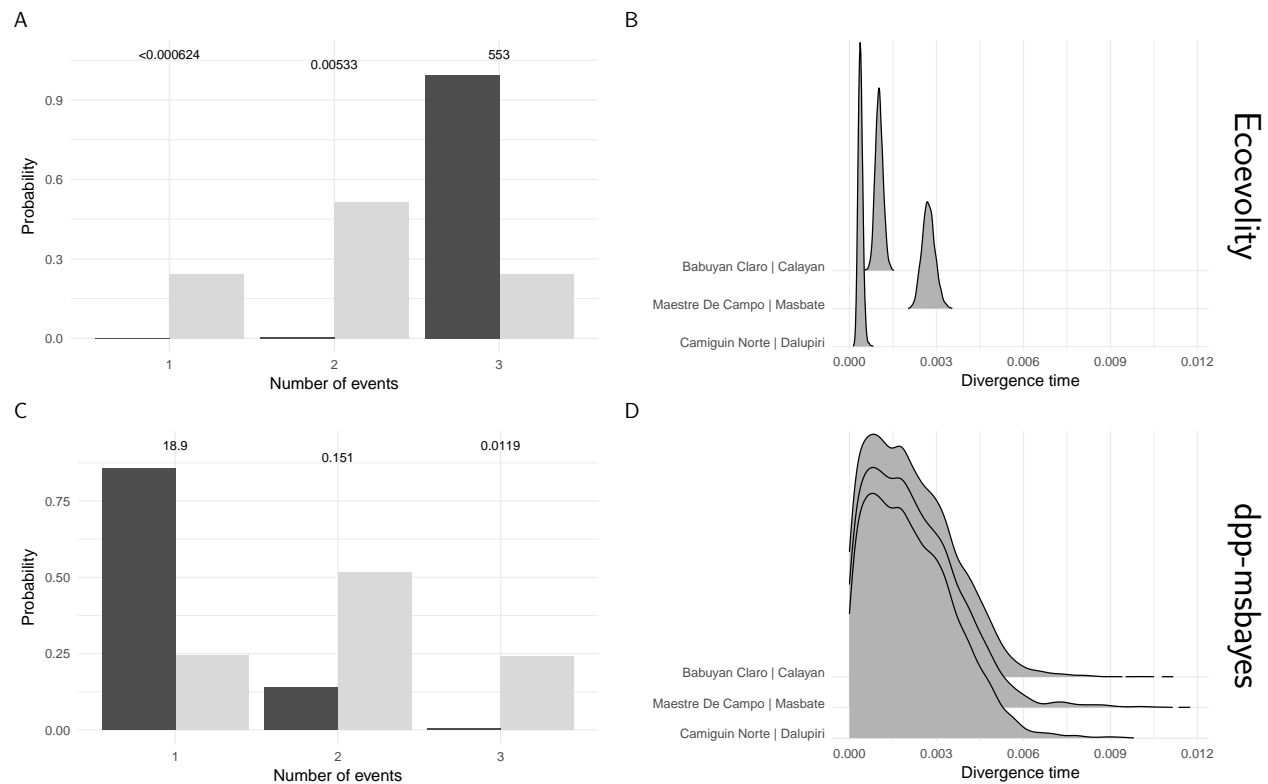 A
<0.000624
0.00533
553
0.9
0.6
0.3
0.0
Probability
1
2
3
Number of events
B
Babuyan Claro | Calayan
Maestre De Campo | Masbate
Camiguin Norte | Dalupiri
0.000
0.003
0.006
0.009
0.012
Divergence time
Ecoevolity
C
18.9
0.151
0.0119
0.75
0.50
0.25
0.00
Probability
1
2
3
Number of events
D
Babuyan Claro | Calayan
Maestre De Campo | Masbate
Camiguin Norte | Dalupiri
0.000
0.003
0.006
0.009
0.012
Divergence time
dpp-msbayes